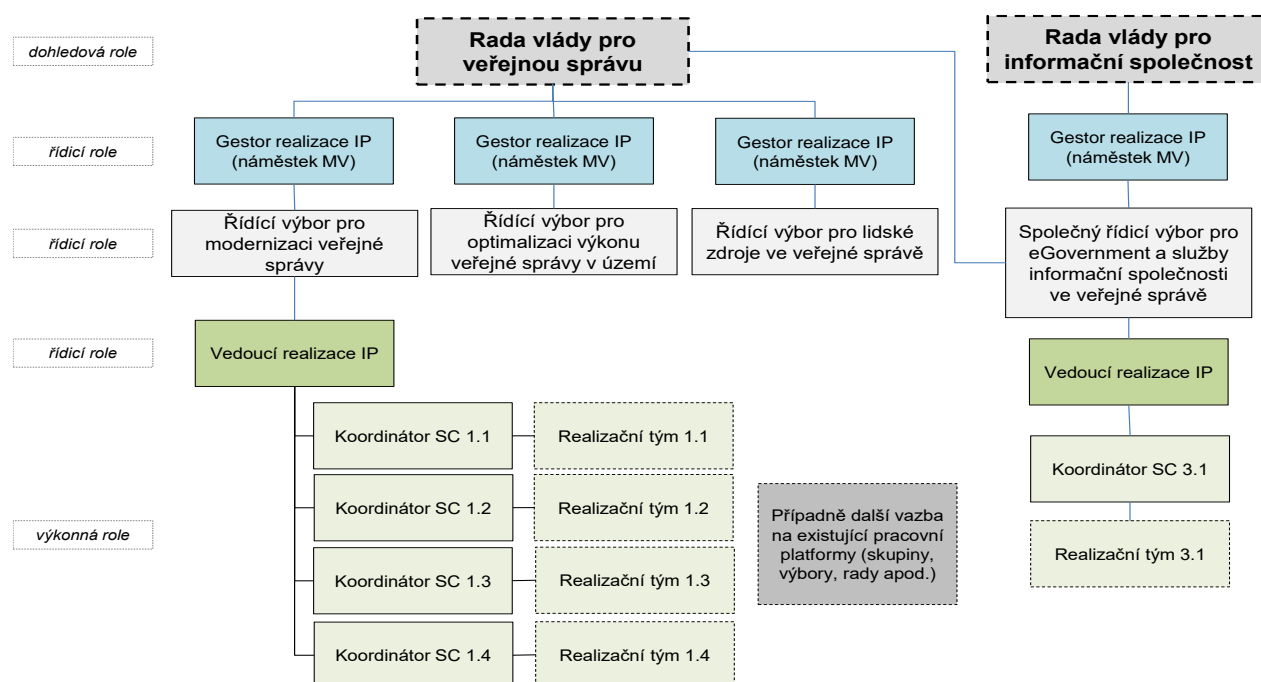 dohledová role
Rada vlády pro
veřejnou správu
Rada vlády pro
informační společnost
řídicí role
Gestor realizace IP
(náměstek MV)
Gestor realizace IP
(náměstek MV)
Gestor realizace IP
(náměstek MV)
Gestor realizace IP
(náměstek MV)
řídicí role
Řídící výbor pro
modernizaci veřejné
správy
Řídící výbor pro
optimalizaci výkonu
veřejné správy v území
Řídící výbor pro lidské
zdroje ve veřejné správě
Společný řídicí výbor pro
eGovernment a služby
informační společnosti
ve veřejné správě
řídicí role
Vedoucí realizace IP
Vedoucí realizace IP
výkonná role
Koordinátor SC 1.1
Realizační tým 1.1
Koordinátor SC 1.2
Realizační tým 1.2
Koordinátor SC 1.3
Realizační tým 1.3
Koordinátor SC 1.4
Realizační tým 1.4
Případně další vazba
na existující pracovní
platformy (skupiny,
výbory, rady apod.)
Koordinátor SC 3.1
Realizační tým 3.1